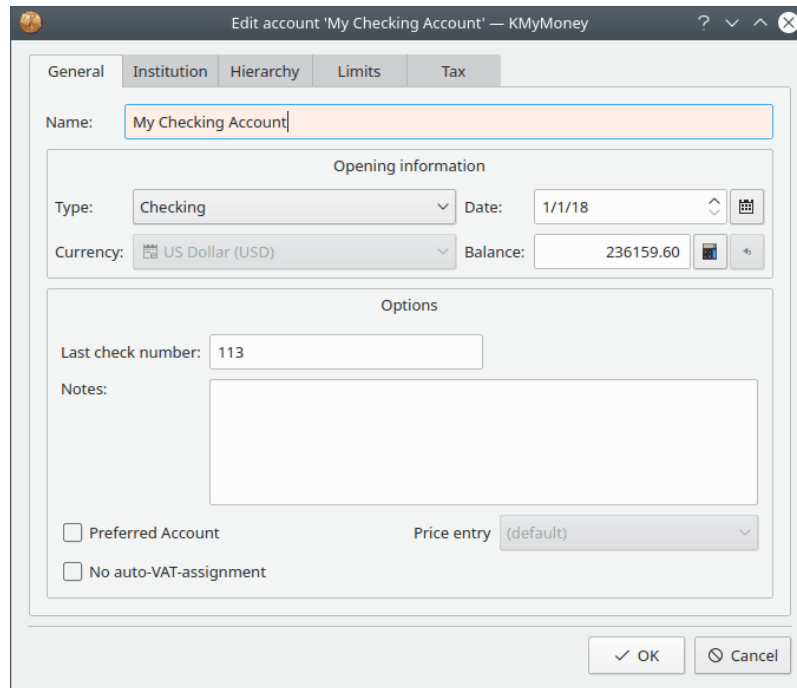 Edit account 'My Checking Account' — KMyMoney
General Institution Hierarchy Limits Tax
Name: My Checking Account
Opening information
Type: Checking Date: 1/1/18
Currency: US Dollar (USD) Balance: 236159.60
Options
Last check number: 113
Notes:
Preferred Account Price entry (default)
No auto-VAT-assignment
OK Cancel